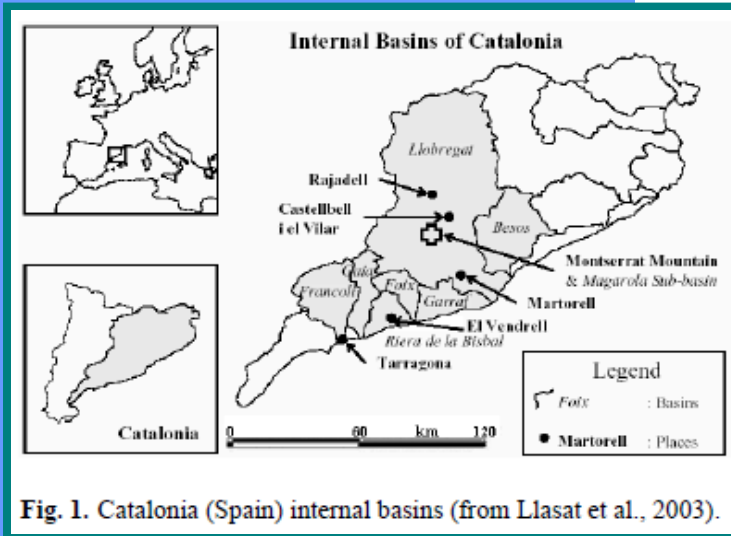 Internal Basins of Catalonia
Llobregat
Rajadell
Castellbell
i el Vilar
Besos
Montserrat Mountain
& Magarola Sub-basin
Gaia
Francolí
Foix
Garraf
Martorell
El Vendrell
Riera de la Bisbal
Tarragona
Catalonia
0 60 km 120
Legend
Foix : Basins
Martorell : Places
Fig. 1. Catalonia (Spain) internal basins (from Llasat et al., 2003).